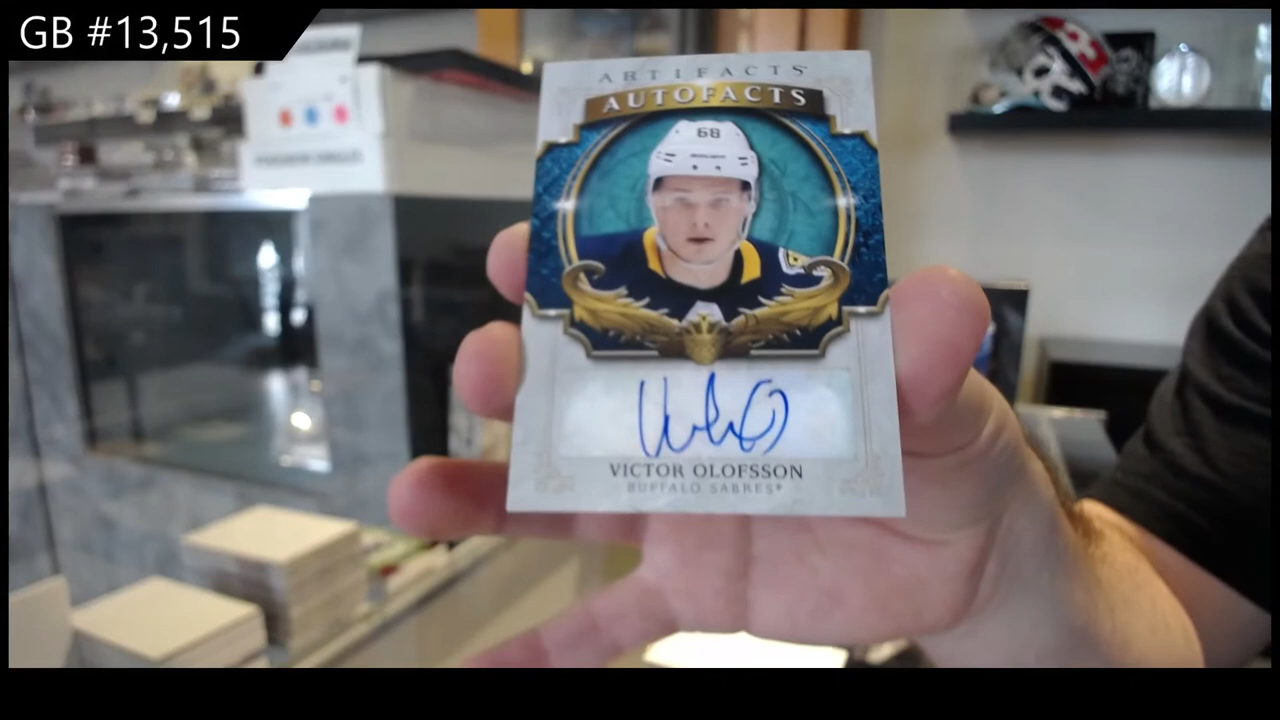 GB #13,515
ARTIFACTS
AUTOFACTS
68
VICTOR OLOFSSON
BUFFALO SABRES